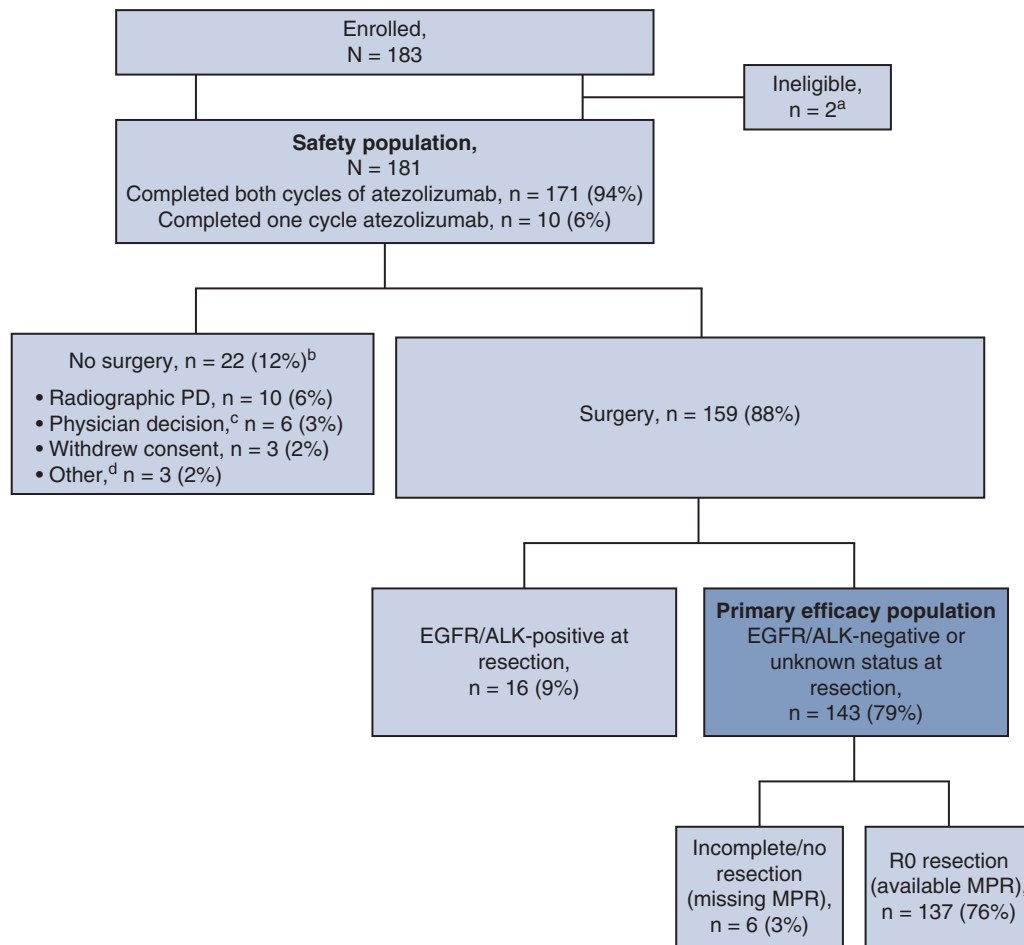 Enrolled,
N = 183
Ineligible,
n = 2a
Safety population,
N = 181
Completed both cycles of atezolizumab, n = 171 (94%)
Completed one cycle atezolizumab, n = 10 (6%)
No surgery, n = 22 (12%)b
• Radiographic PD, n = 10 (6%)
• Physician decision,c n = 6 (3%)
• Withdrew consent, n = 3 (2%)
• Other,d n = 3 (2%)
Surgery, n = 159 (88%)
EGFR/ALK-positive at
resection,
n = 16 (9%)
Primary efficacy population
EGFR/ALK-negative or
unknown status at
resection,
n = 143 (79%)
Incomplete/no
resection
(missing MPR),
n = 6 (3%)
R0 resection
(available MPR),
n = 137 (76%)